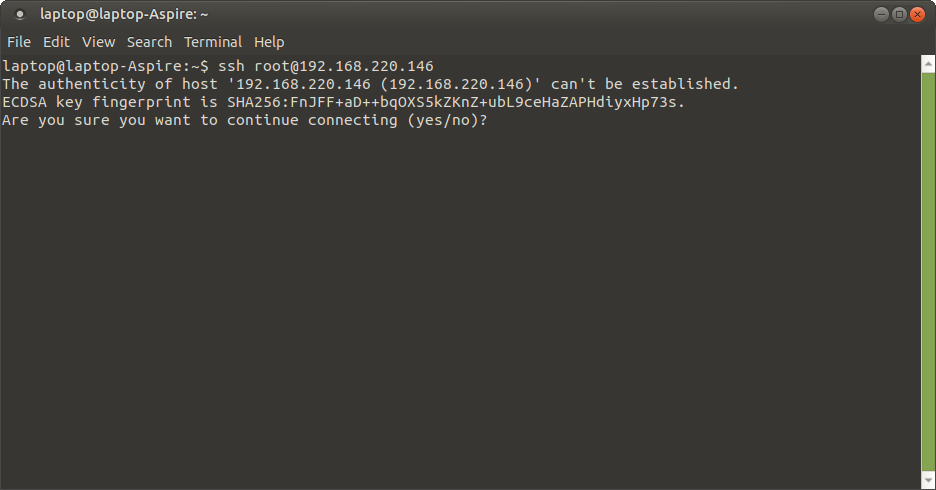 laptop@laptop-Aspire: ~
File Edit View Search Terminal Help
laptop@laptop-Aspire:~$ ssh root@192.168.220.146
The authenticity of host '192.168.220.146 (192.168.220.146)' can't be established.
ECDSA key fingerprint is SHA256:FnJFF+aD++bqOXS5kZKnZ+ubL9ceHaZAPHdiyxHp73s.
Are you sure you want to continue connecting (yes/no)?